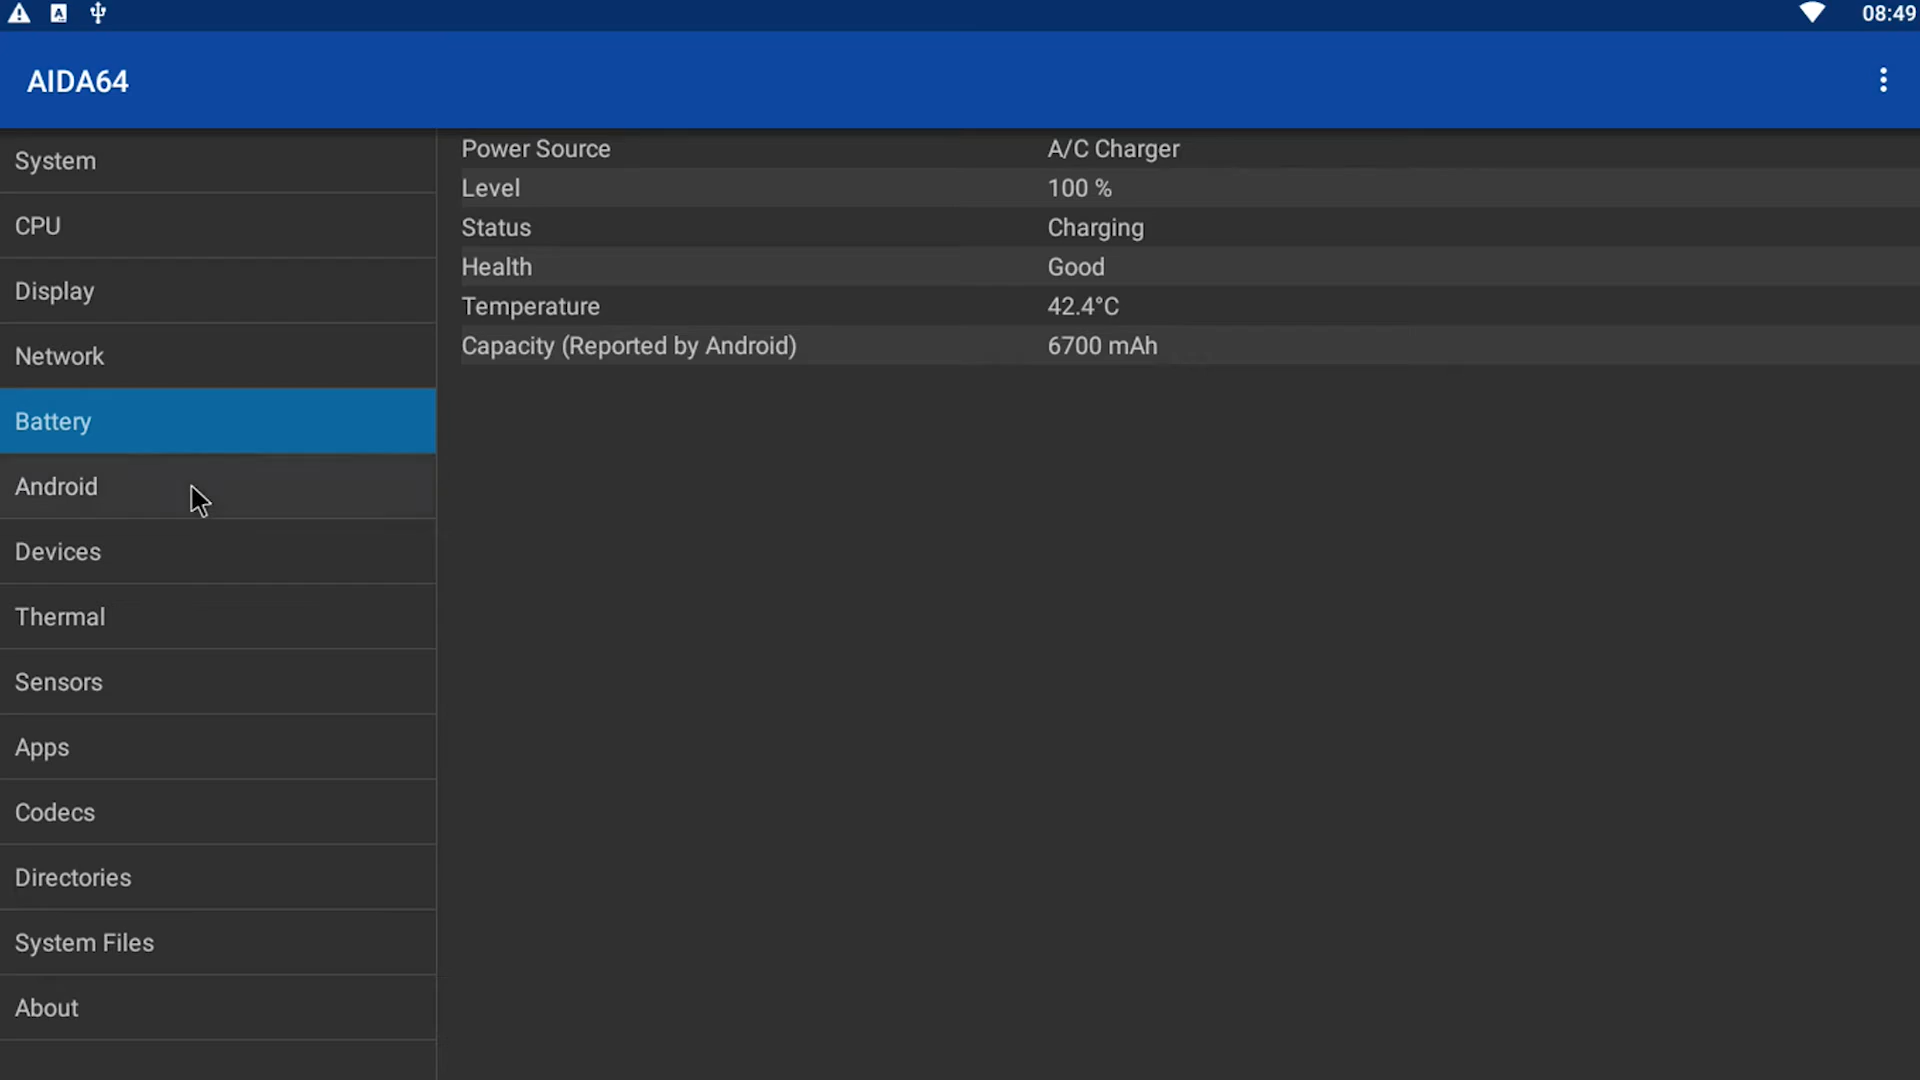 08:49
AIDA64
System
CPU
Display
Network
Battery
Android
Devices
Thermal
Sensors
Apps
Codecs
Directories
System Files
About
Power Source A/C Charger
Level 100 %
Status Charging
Health Good
Temperature 42.4°C
Capacity (Reported by Android) 6700 mAh